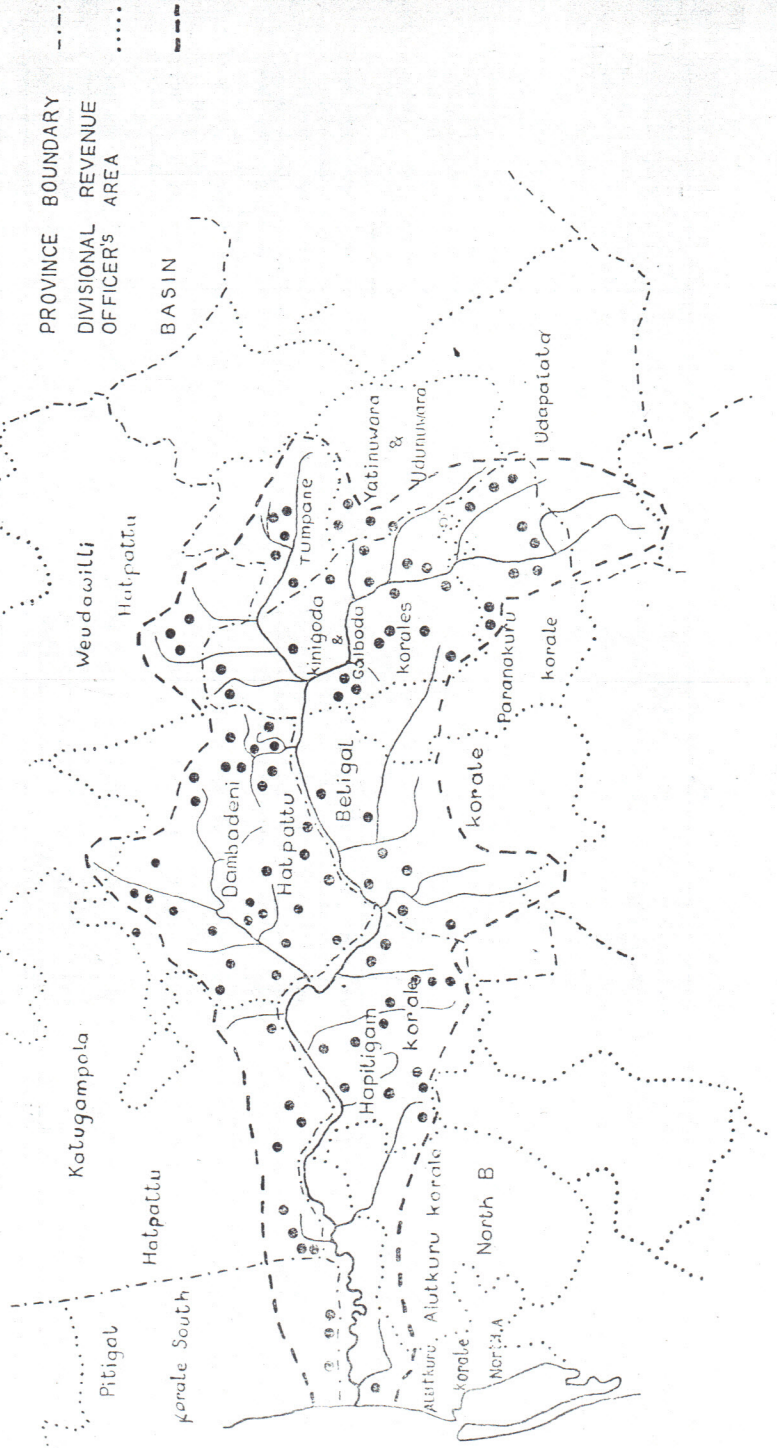 PROVINCE BOUNDARY
DIVISIONAL REVENUE
OFFICER'S AREA
BASIN
Weudawilli
Hatpattu
Katugampola
Hatpattu
Pitigal
Korale South
Dambadeni
Hatpattu
Tumpane
Yatinuwara
&
Udunuwara
Udapalata
kinigoda
&
Galboda
korales
Paranakuru
korale
Beligal
korale
Hapitigam
korale
Alutkuru korale
North B
Alutkuru
korale
North.A